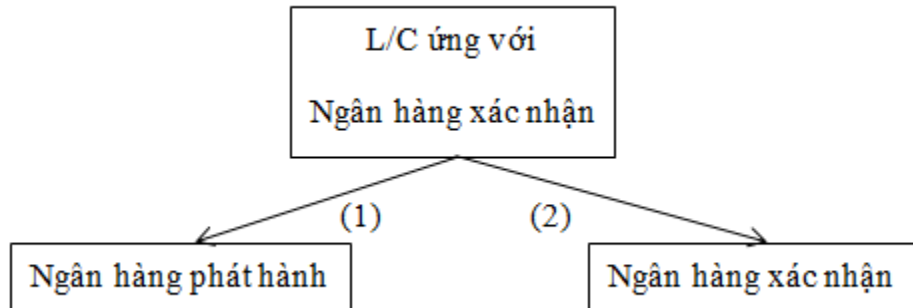 L/C ứng với
Ngân hàng xác nhận
(1)
(2)
Ngân hàng phát hành
Ngân hàng xác nhận